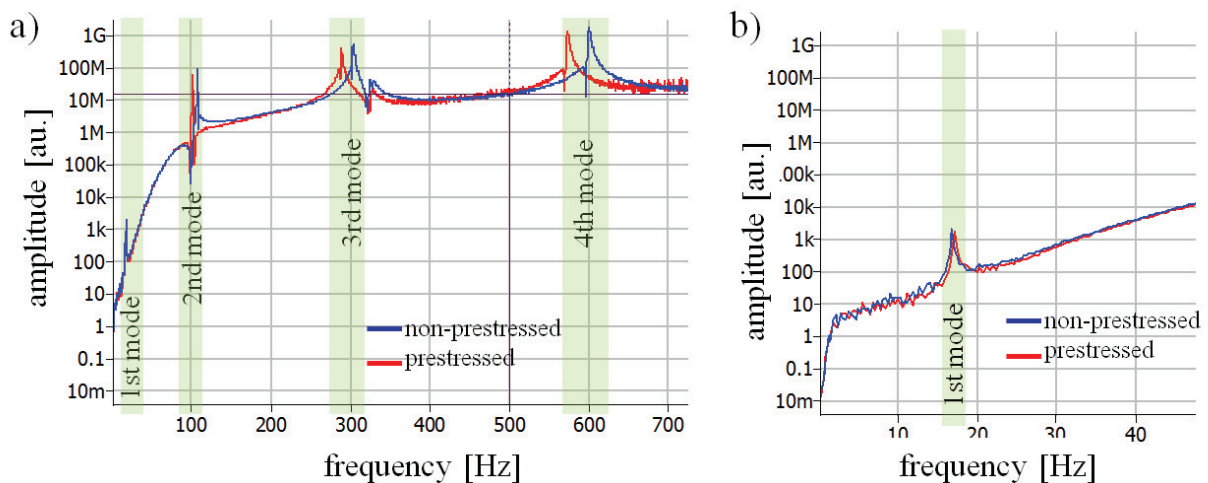 a)
1G
100M
10M
1M
100k
10k
1k
100
10
1
0.1
10m
amplitude [au.]
1st mode
2nd mode
3rd mode
4th mode
non-prestressed
prestressed
100
200
300
400
500
600
700
frequency [Hz]
b)
1G
100M
10M
1M
.00k
10k
1k
100
10
1
0.1
10m
amplitude [au.]
1st mode
non-prestressed
prestressed
10
20
30
40
frequency [Hz]